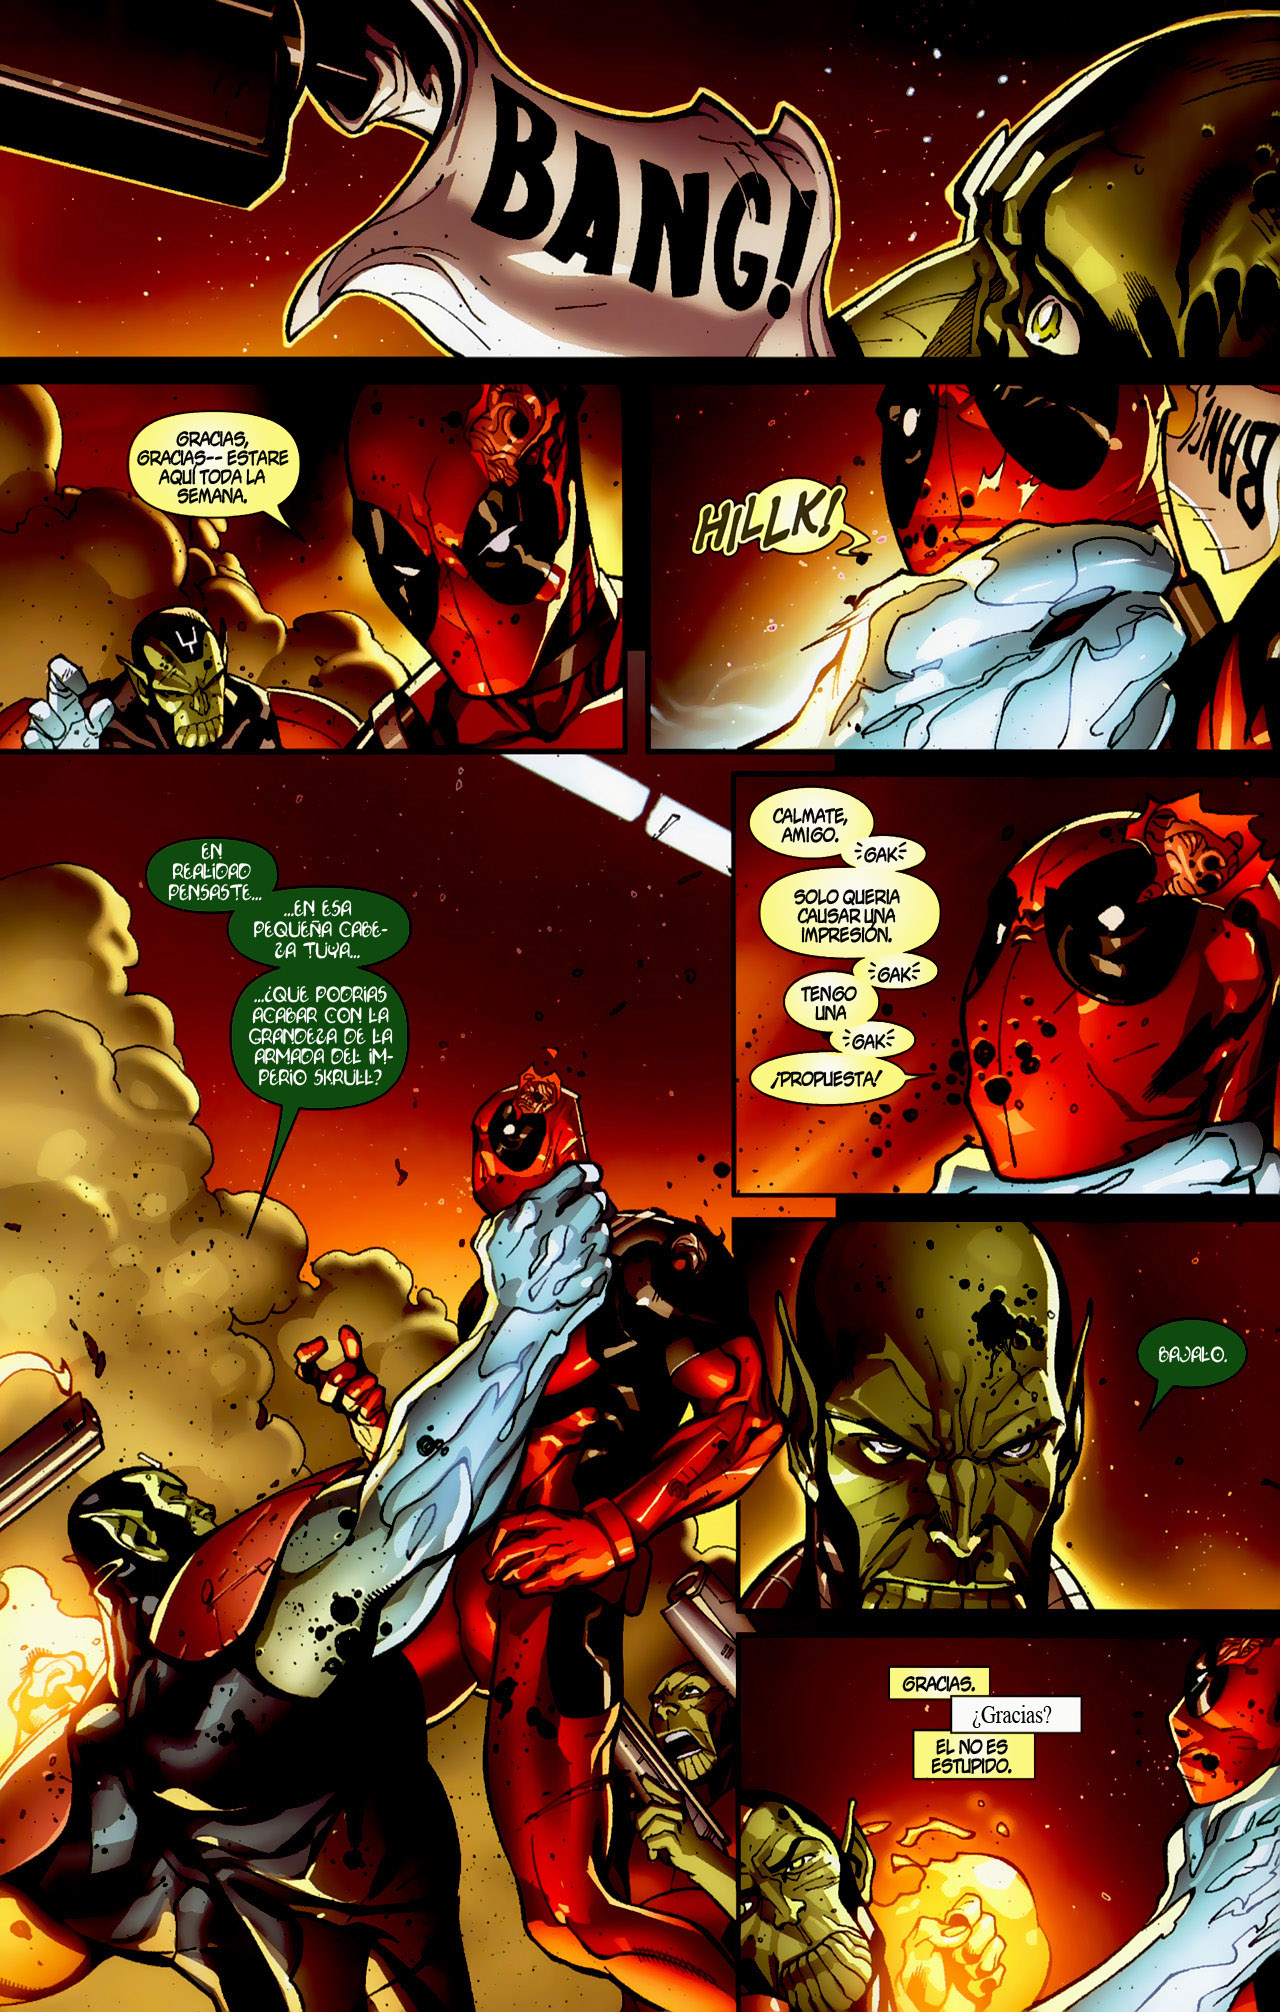 BANG!
GRACIAS,
GRACIAS-- ESTARE
AQUÍ TODA LA
SEMANA.
BANG!
HILLK!
EN
REALIDAD
PENSASTE...
...EN ESA
PEQUEÑA CABE-
ZA TUYA...
...¿QUE PODRIAS
ACABAR CON LA
GRANDEZA DE LA
ARMADA DEL IM-
PERIO SKRULL?
CALMATE,
AMIGO.
GAK
SOLO QUERIA
CAUSAR UNA
IMPRESIÓN.
GAK
TENGO
UNA
GAK
¡PROPUESTA!
BAJALO.
GRACIAS.
¿Gracias?
EL NO ES
ESTUPIDO.